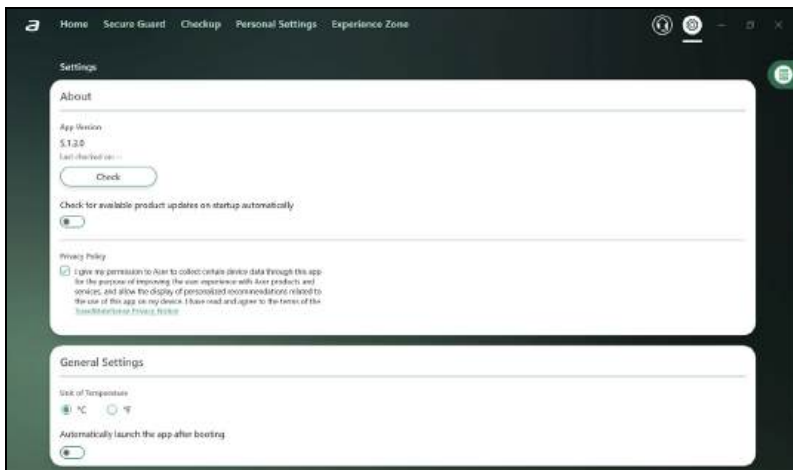 a Home Secure Guard Checkup Personal Settings Experience Zone
Settings
About
App Version
5.1.3.0
Last checked on: --
Check
Check for available product updates on startup automatically
Privacy Policy
I give my permission to Acer to collect certain device data through this app
for the purpose of improving the user experience with Acer products and
services, and allow the display of personalized recommendations related to
the use of this app on my device. I have read and agree to the terms of the
Privacy Notice
General Settings
Unit of Temperature
°C °F
Automatically launch the app after booting